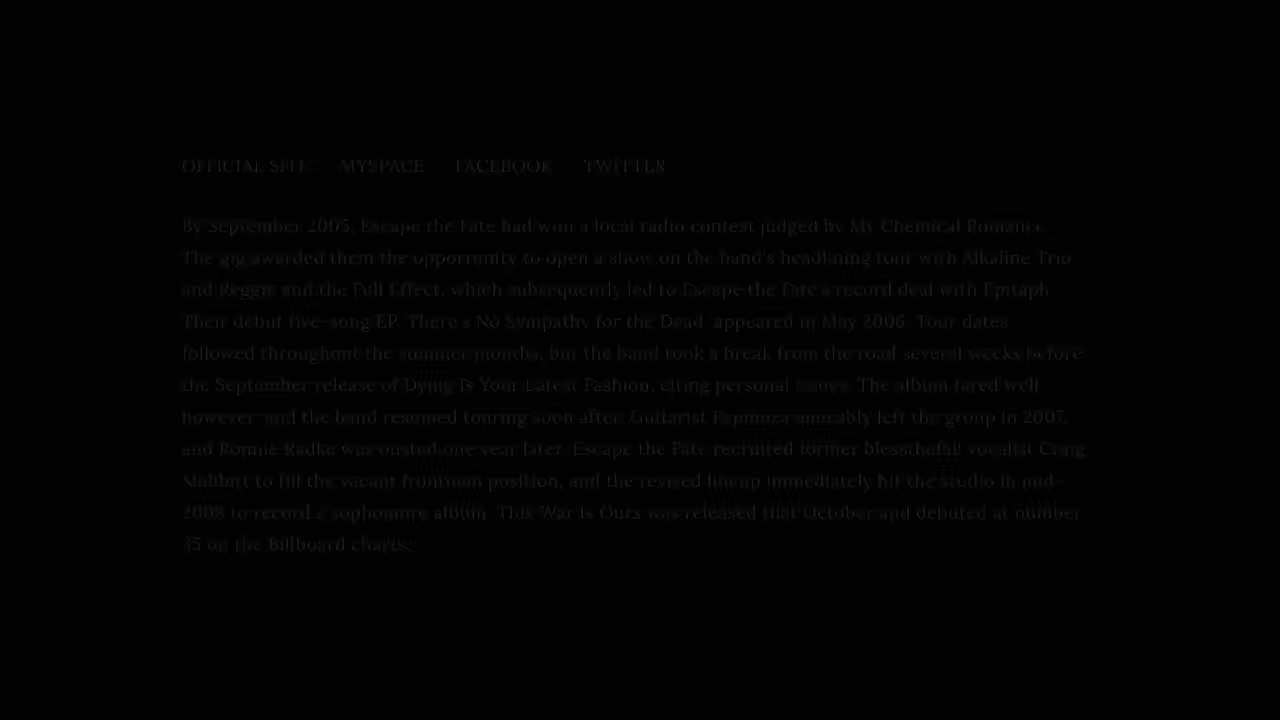 OFFICIAL SITE MYSPACE FACEBOOK TWITTER
By September 2005, Escape the Fate had won a local radio contest judged by My Chemical Romance.
The gig awarded them the opportunity to open a show on the band's headlining tour with Alkaline Trio
and Reggie and the Full Effect, which subsequently led to Escape the Fate's record deal with Epitaph.
Their debut five-song EP, There's No Sympathy for the Dead, appeared in May 2006. Tour dates
followed throughout the summer months, but the band took a break from the road several weeks before
the September release of Dying Is Your Latest Fashion, citing personal issues. The album fared well
however and the band resumed touring soon after. Guitarist Espinoza amicably left the group in 2007,
and Ronnie Radke was ousted one year later. Escape the Fate recruited former blessthefall vocalist Craig
Mabbitt to fill the vacant frontman position, and the revised lineup immediately hit the studio in mid-
2008 to record a sophomore album. This War Is Ours was released that October and debuted at number
35 on the Billboard charts.